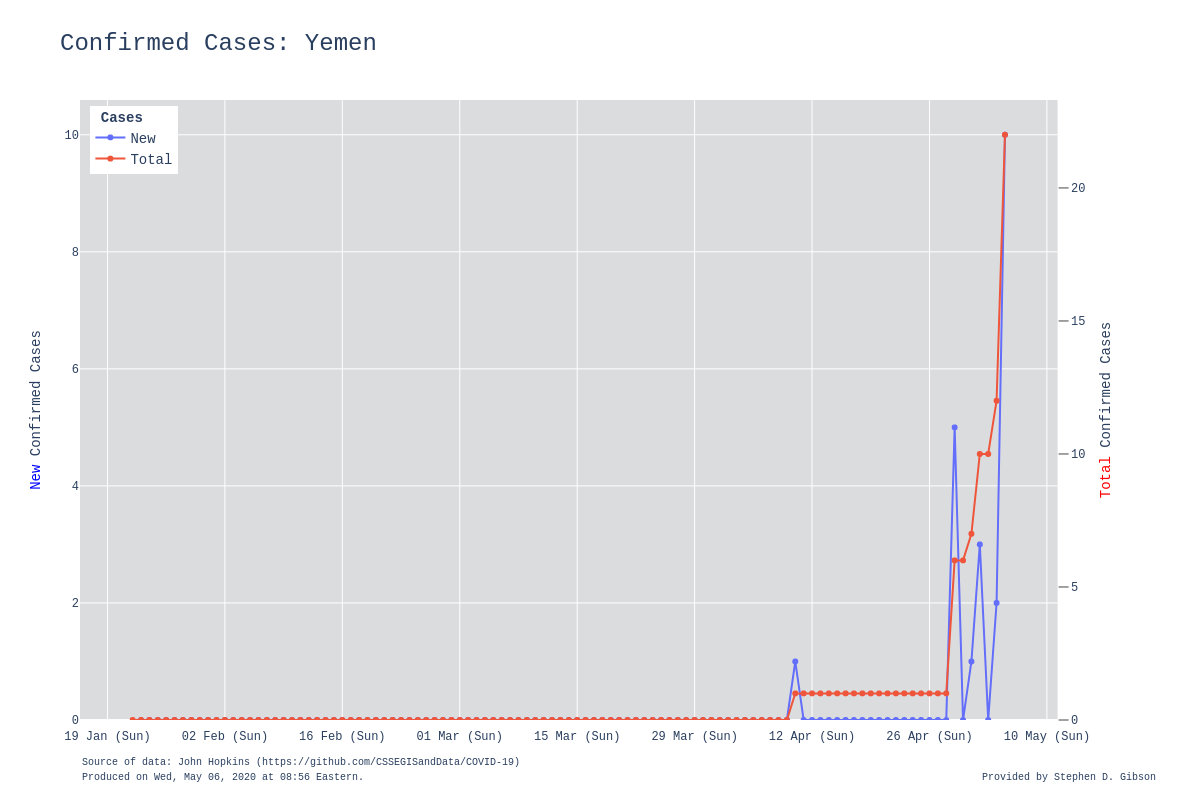 Confirmed Cases: Yemen
Cases
New
Total
10
8
6
4
2
0
20
15
10
5
0
New Confirmed Cases
Total Confirmed Cases
19 Jan (Sun) 02 Feb (Sun) 16 Feb (Sun) 01 Mar (Sun) 15 Mar (Sun) 29 Mar (Sun) 12 Apr (Sun) 26 Apr (Sun) 10 May (Sun)
Source of data: John Hopkins (https://github.com/CSSEGISandData/COVID-19)
Produced on Wed, May 06, 2020 at 08:56 Eastern.
Provided by Stephen D. Gibson